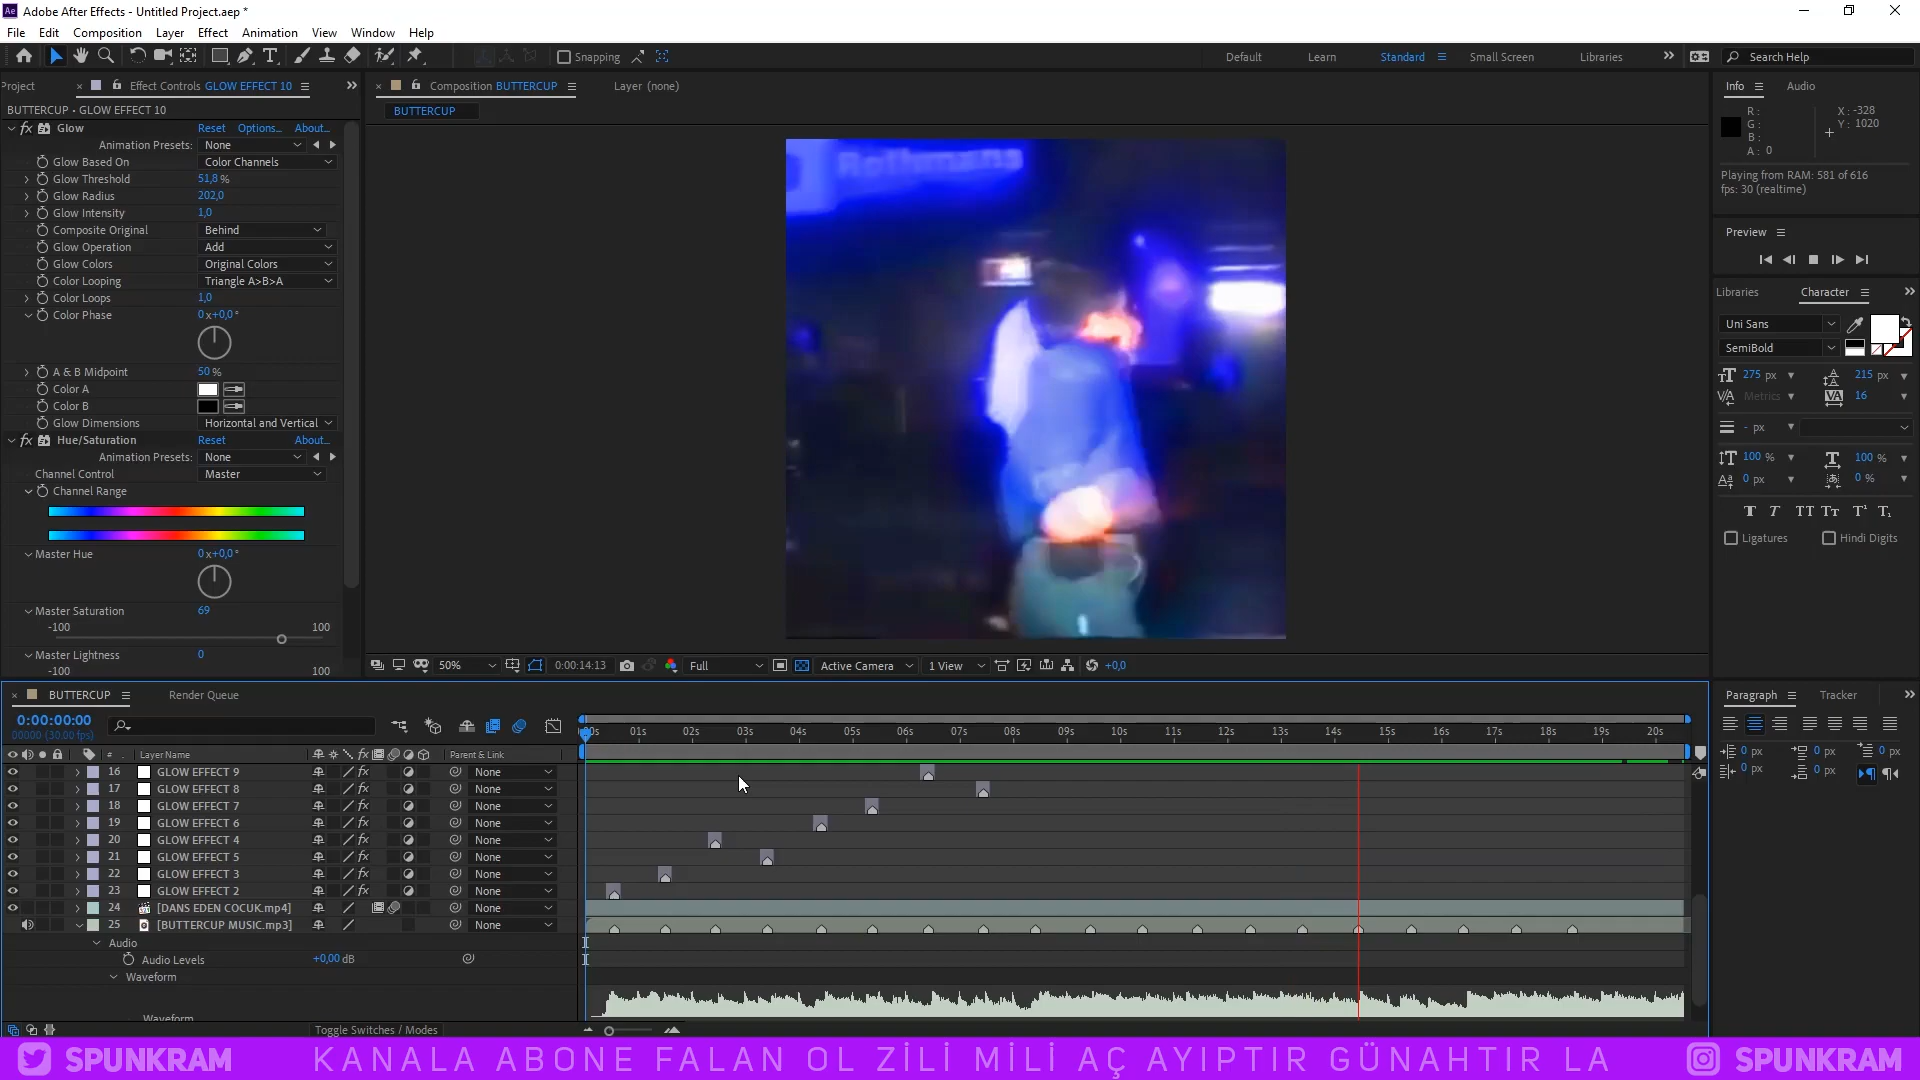 Adobe After Effects - Untitled Project.aep *
File Edit Composition Layer Effect Animation View Window Help
Snapping Default Learn Standard Small Screen Libraries Search Help
Project Effect Controls GLOW EFFECT 10
BUTTERCUP • GLOW EFFECT 10
Glow Reset Options... About...
Animation Presets: None
Glow Based On Color Channels
Glow Threshold 51,8 %
Glow Radius 202,0
Glow Intensity 1,0
Composite Original Behind
Glow Operation Add
Glow Colors Original Colors
Color Looping Triangle A>B>A
Color Loops 1,0
Color Phase 0 x+0,0°
A & B Midpoint 50 %
Color A
Color B
Glow Dimensions Horizontal and Vertical
Hue/Saturation Reset About...
Animation Presets: None
Channel Control Master
Channel Range
Master Hue 0 x+0,0°
Master Saturation 69
-100 100
Master Lightness 0
-100 100
Composition BUTTERCUP Layer (none)
BUTTERCUP
Rothmans
50% 0:00:14:13 Full Active Camera 1 View +0,0
Info Audio
R : X : -328
G : Y : 1020
B :
A : 0
Playing from RAM: 581 of 616
fps: 30 (realtime)
Preview
Libraries Character
Uni Sans
SemiBold
275 px 215 px
Metrics 16
- px
100 % 100 %
0 px 0 %
Ligatures Hindi Digits
Paragraph Tracker
0 px 0 px 0 px
0 px 0 px
BUTTERCUP Render Queue
0:00:00:00
00000 (30.00 fps)
:00s 01s 02s 03s 04s 05s 06s 07s 08s 09s 10s 11s 12s 13s 14s 15s 16s 17s 18s 19s 20s
# Layer Name Parent & Link
16 GLOW EFFECT 9 None
17 GLOW EFFECT 8 None
18 GLOW EFFECT 7 None
19 GLOW EFFECT 6 None
20 GLOW EFFECT 4 None
21 GLOW EFFECT 5 None
22 GLOW EFFECT 3 None
23 GLOW EFFECT 2 None
24 [DANS EDEN COCUK.mp4] None
25 [BUTTERCUP MUSIC.mp3] None
Audio
Audio Levels +0,00 dB
Waveform
Waveform
Toggle Switches / Modes
SPUNKRAM KANALA ABONE FALAN OL ZİLİ MİLİ AÇ AYIPTIR GÜNAHTIR LA SPUNKRAM